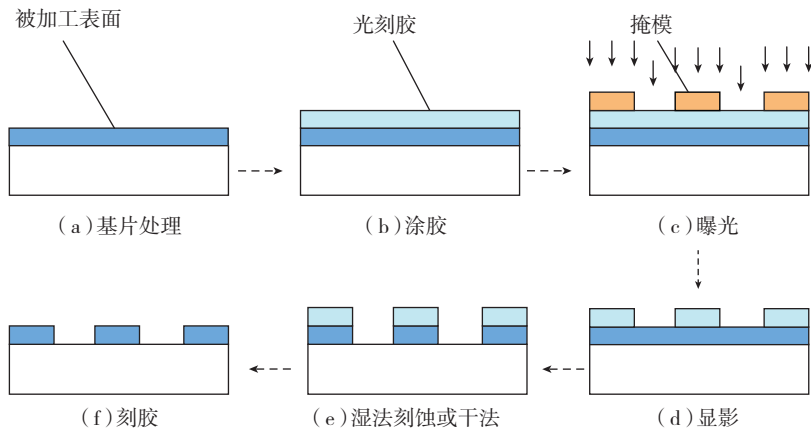 被加工表面
光刻胶
掩模
(a)基片处理
(b)涂胶
(c)曝光
(f)刻胶
(e)湿法刻蚀或干法
(d)显影